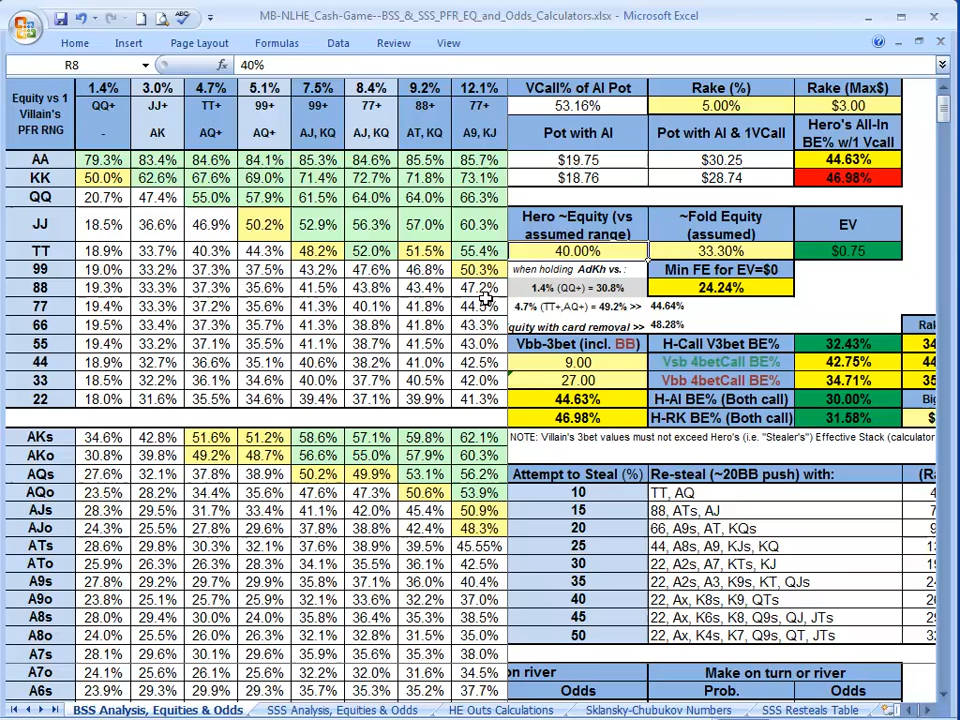 MB-NLHE_Cash-Game--BSS_&_SSS_PFR_EQ_and_Odds_Calculators.xlsx - Microsoft Excel
Home Insert Page Layout Formulas Data Review View
R8 fx 40%
Equity vs 1 Villain's PFR RNG 1.4% 3.0% 4.7% 5.1% 7.5% 8.4% 9.2% 12.1% VCall% of AI Pot Rake (%) Rake (Max$)
QQ+ JJ+ TT+ 99+ 99+ 77+ 88+ 77+ 53.16% 5.00% $3.00
- AK AQ+ AQ+ AJ, KQ AJ, KQ AT, KQ A9, KJ Pot with AI Pot with AI & 1VCall Hero's All-In BE% w/1 Vcall
AA 79.3% 83.4% 84.6% 84.1% 85.3% 84.6% 85.5% 85.7% $19.75 $30.25 44.63%
KK 50.0% 62.6% 67.6% 69.0% 71.4% 72.7% 71.8% 73.1% $18.76 $28.74 46.98%
QQ 20.7% 47.4% 55.0% 57.9% 61.5% 64.0% 64.0% 66.3%
JJ 18.5% 36.6% 46.9% 50.2% 52.9% 56.3% 57.0% 60.3% Hero ~Equity (vs assumed range) ~Fold Equity (assumed) EV
TT 18.9% 33.7% 40.3% 44.3% 48.2% 52.0% 51.5% 55.4% 40.00% 33.30% $0.75
99 19.0% 33.2% 37.3% 37.5% 43.2% 47.6% 46.8% 50.3% when holding AdKh vs.: Min FE for EV=$0
88 19.1% 33.3% 37.3% 35.5% 41.5% 43.8% 43.4% 47.2% 1.4% (QQ+) = 30.8% 24.24%
77 19.4% 33.3% 37.2% 35.6% 41.3% 40.1% 41.8% 4.7% (TT+,AQ+) = 49.2% >> 44.64%
66 19.5% 33.4% 37.3% 35.7% 41.3% 38.8% 41.8% 43.3% quity with card removal >> 48.28% Ra
55 19.4% 33.2% 37.1% 35.5% 41.1% 38.7% 41.5% 43.0% Vbb-3bet (incl. BB) H-Call V3bet BE% 32.43% 34
44 18.9% 32.7% 36.6% 35.1% 40.6% 38.2% 41.0% 42.5% 9.00 Vsb 4betCall BE% 42.75% 44
33 18.5% 32.2% 36.1% 34.6% 40.0% 37.7% 40.5% 42.0% 27.00 Vbb 4betCall BE% 34.71% 35
22 18.0% 31.6% 35.5% 34.6% 39.4% 37.1% 39.9% 41.3% 44.63% H-AI BE% (Both call) 30.00% Big
46.98% H-RK BE% (Both call) 31.58% $
AKs 34.6% 42.8% 51.6% 51.2% 58.6% 57.1% 59.8% 62.1% NOTE: Villain's 3bet values must not exceed Hero's (i.e. "Stealer's") Effective Stack (calculator
AKo 30.8% 39.8% 49.2% 48.7% 56.6% 55.0% 57.9% 60.3%
AQs 27.6% 32.1% 37.8% 38.9% 50.2% 49.9% 53.1% 56.2% Attempt to Steal (%) Re-steal (~20BB push) with: (R
AQo 23.5% 28.2% 34.4% 35.6% 47.6% 47.3% 50.6% 53.9% 10 TT, AQ 4
AJs 28.5% 29.8% 31.7% 33.4% 41.1% 42.0% 45.4% 50.9% 15 88, ATs, AJ 7
AJo 24.3% 25.5% 27.8% 29.6% 37.8% 38.8% 42.4% 48.3% 20 66, A9s, AT, KQs 9
ATs 28.6% 29.8% 30.3% 32.1% 37.6% 38.9% 39.5% 45.55% 25 44, A8s, A9, KJs, KQ 1
ATo 25.9% 26.3% 26.3% 28.3% 34.1% 35.5% 36.1% 42.5% 30 22, A7s, A7, KTs, KJ
A9s 27.8% 29.2% 29.7% 29.9% 35.8% 37.1% 36.0% 40.4% 35 22, A2s, A3, K9s, KT, QJs
A9o 23.8% 25.1% 25.7% 25.9% 32.1% 33.4% 32.3% 37.0% 40 22, Ax, K8s, K9, QTs 2
A8s 28.0% 29.4% 30.0% 24.0% 35.8% 36.4% 35.3% 38.5% 45 22, Ax, K6s, K8, QJ, JTs 2
A8o 24.0% 25.5% 26.0% 26.3% 32.1% 32.8% 31.5% 35.0% 50 22, Ax, K4s, K7, Q9s, QT, JTs 3
A7s 28.1% 29.6% 30.1% 29.6% 35.9% 35.3% 35.3% 38.0%
A7o 24.1% 25.6% 26.1% 25.6% 32.2% 32.0% 31.6% 34.5% on river Make on turn or river
A6s 23.9% 29.3% 29.9% 29.3% 35.7% 35.3% 35.2% 37.7% Odds Prob. Odds
BSS Analysis, Equities & Odds SSS Analysis, Equities & Odds HE Outs Calculations Sklansky-Chubukov Numbers SSS Resteals Table